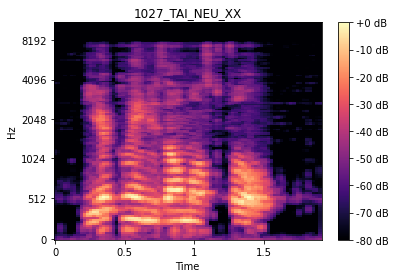 1027_TAI_NEU_XX
+0 dB
8192
-10 dB
4096
-20 dB
-30 dB
2048
Hz
-40 dB
1024
-50 dB
512
-60 dB
-70 dB
0
-80 dB
0
0.5
1
1.5
Time